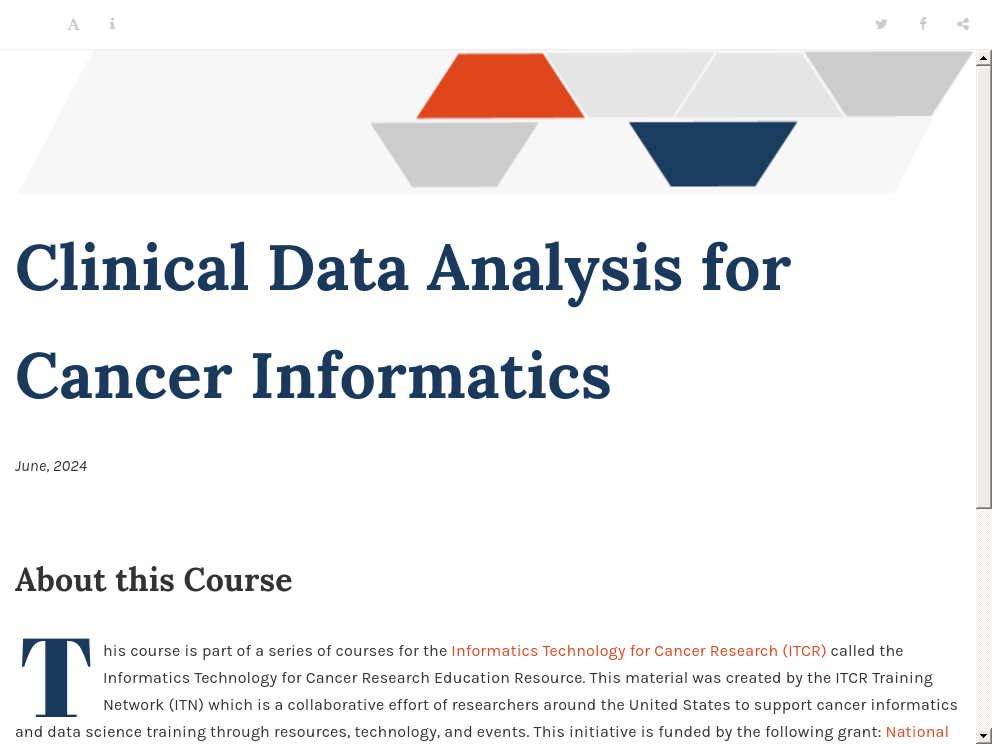 A i
Clinical Data Analysis for
Cancer Informatics
June, 2024
About this Course
This course is part of a series of courses for the Informatics Technology for Cancer Research (ITCR) called the
Informatics Technology for Cancer Research Education Resource. This material was created by the ITCR Training
Network (ITN) which is a collaborative effort of researchers around the United States to support cancer informatics
and data science training through resources, technology, and events. This initiative is funded by the following grant: National